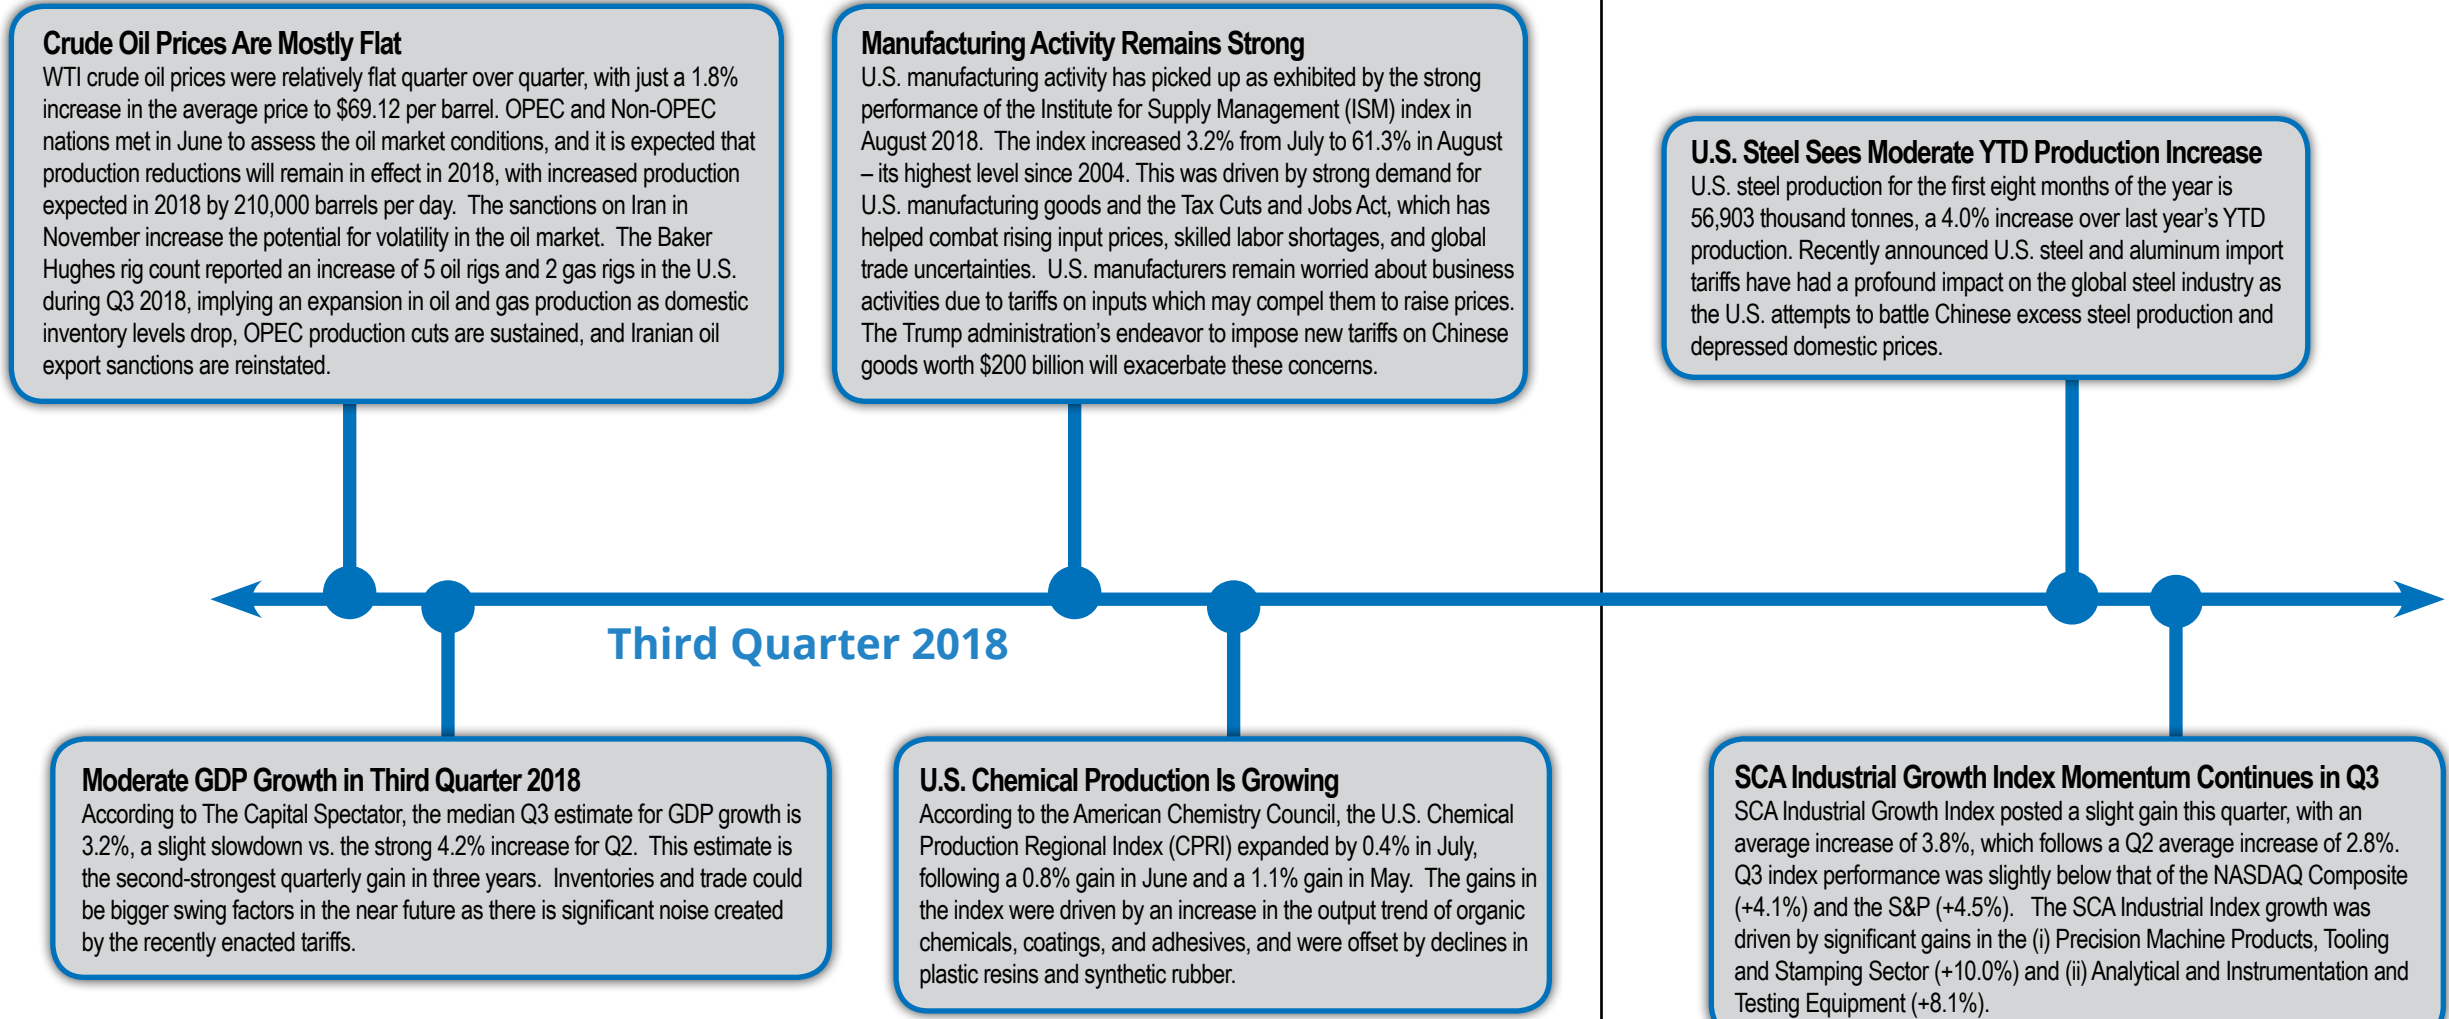 Crude Oil Prices Are Mostly Flat
WTI crude oil prices were relatively flat quarter over quarter, with just a 1.8%
increase in the average price to $69.12 per barrel. OPEC and Non-OPEC
nations met in June to assess the oil market conditions, and it is expected that
production reductions will remain in effect in 2018, with increased production
expected in 2018 by 210,000 barrels per day.  The sanctions on Iran in
November increase the potential for volatility in the oil market.  The Baker
Hughes rig count reported an increase of 5 oil rigs and 2 gas rigs in the U.S.
during Q3 2018, implying an expansion in oil and gas production as domestic
inventory levels drop, OPEC production cuts are sustained, and Iranian oil
export sanctions are reinstated.
Manufacturing Activity Remains Strong
U.S. manufacturing activity has picked up as exhibited by the strong
performance of the Institute for Supply Management (ISM) index in
August 2018.  The index increased 3.2% from July to 61.3% in August
– its highest level since 2004. This was driven by strong demand for
U.S. manufacturing goods and the Tax Cuts and Jobs Act, which has
helped combat rising input prices, skilled labor shortages, and global
trade uncertainties.  U.S. manufacturers remain worried about business
activities due to tariffs on inputs which may compel them to raise prices.
The Trump administration's endeavor to impose new tariffs on Chinese
goods worth $200 billion will exacerbate these concerns.
U.S. Steel Sees Moderate YTD Production Increase
U.S. steel production for the first eight months of the year is
56,903 thousand tonnes, a 4.0% increase over last year's YTD
production. Recently announced U.S. steel and aluminum import
tariffs have had a profound impact on the global steel industry as
the U.S. attempts to battle Chinese excess steel production and
depressed domestic prices.
Third Quarter 2018
Moderate GDP Growth in Third Quarter 2018
According to The Capital Spectator, the median Q3 estimate for GDP growth is
3.2%, a slight slowdown vs. the strong 4.2% increase for Q2.  This estimate is
the second-strongest quarterly gain in three years.  Inventories and trade could
be bigger swing factors in the near future as there is significant noise created
by the recently enacted tariffs.
U.S. Chemical Production Is Growing
According to the American Chemistry Council, the U.S. Chemical
Production Regional Index (CPRI) expanded by 0.4% in July,
following a 0.8% gain in June and a 1.1% gain in May.  The gains in
the index were driven by an increase in the output trend of organic
chemicals, coatings, and adhesives, and were offset by declines in
plastic resins and synthetic rubber.
SCA Industrial Growth Index Momentum Continues in Q3
SCA Industrial Growth Index posted a slight gain this quarter, with an
average increase of 3.8%, which follows a Q2 average increase of 2.8%.
Q3 index performance was slightly below that of the NASDAQ Composite
(+4.1%) and the S&P (+4.5%).   The SCA Industrial Index growth was
driven by significant gains in the (i) Precision Machine Products, Tooling
and Stamping Sector (+10.0%) and (ii) Analytical and Instrumentation and
Testing Equipment (+8.1%).